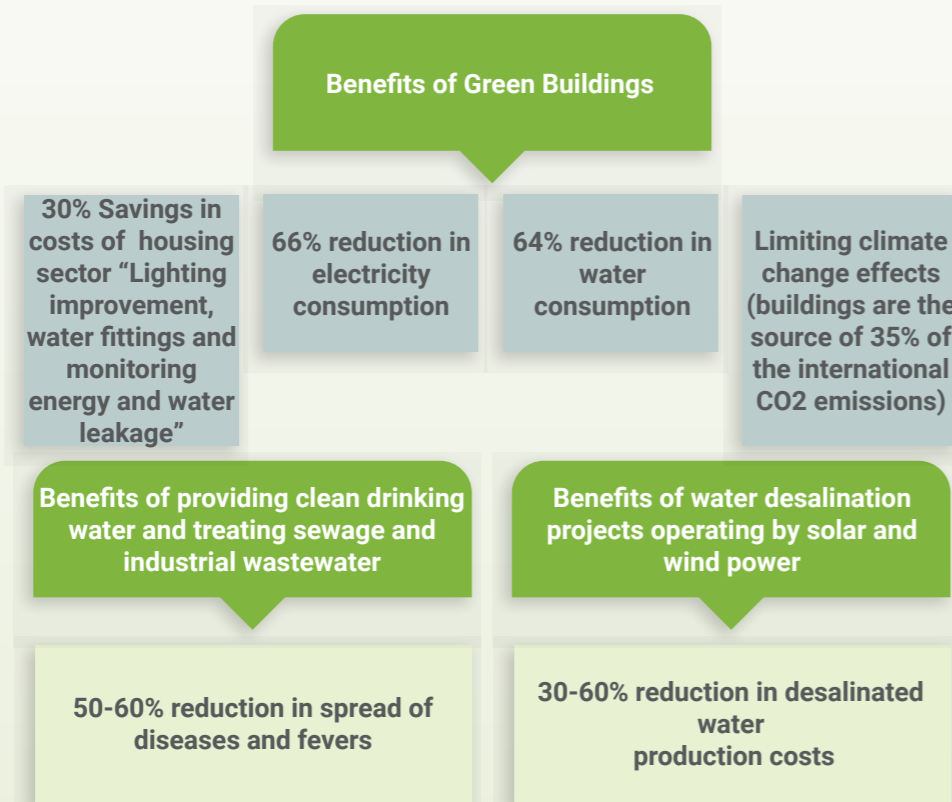 Benefits of Green Buildings
30% Savings in
costs of housing
sector “Lighting
improvement,
water fittings and
monitoring
energy and water
leakage”
66% reduction in
electricity
consumption
64% reduction in
water
consumption
Limiting climate
change effects
(buildings are the
source of 35% of
the international
CO2 emissions)
Benefits of providing clean drinking
water and treating sewage and
industrial wastewater
Benefits of water desalination
projects operating by solar and
wind power
50-60% reduction in spread of
diseases and fevers
30-60% reduction in desalinated
water
production costs